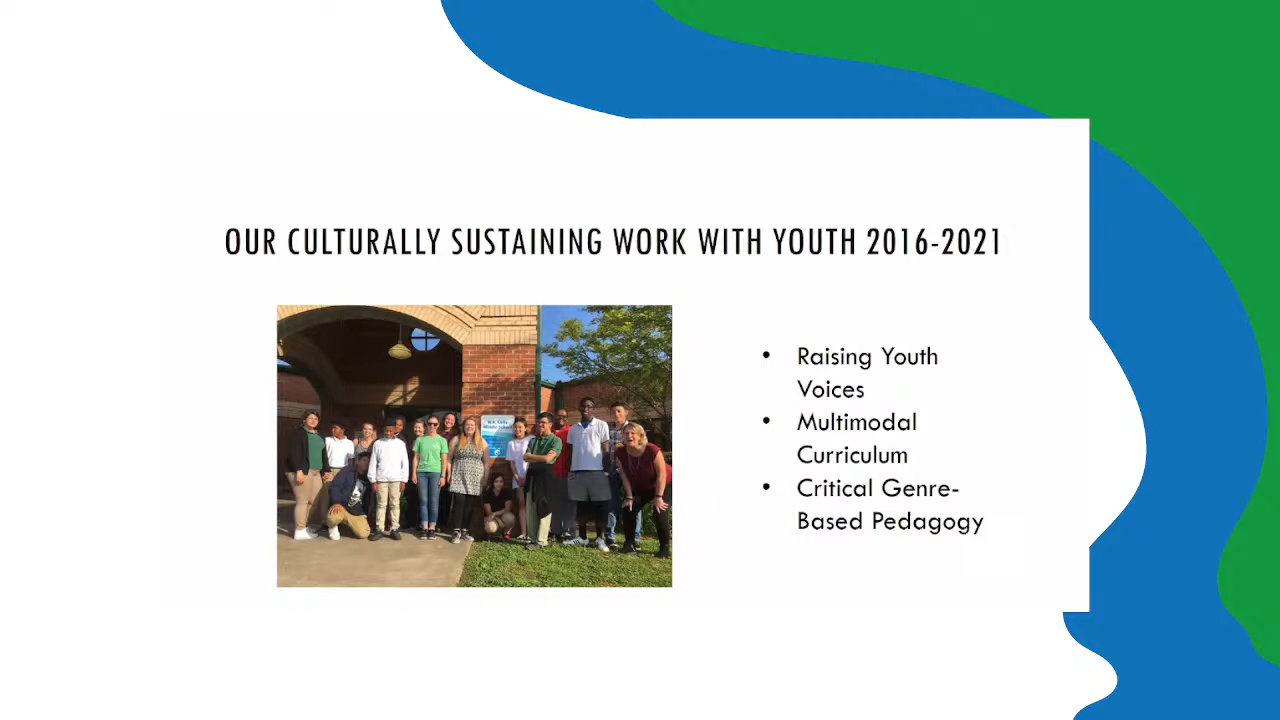 OUR CULTURALLY SUSTAINING WORK WITH YOUTH 2016-2021
• Raising Youth
Voices
• Multimodal
Curriculum
• Critical Genre-
Based Pedagogy